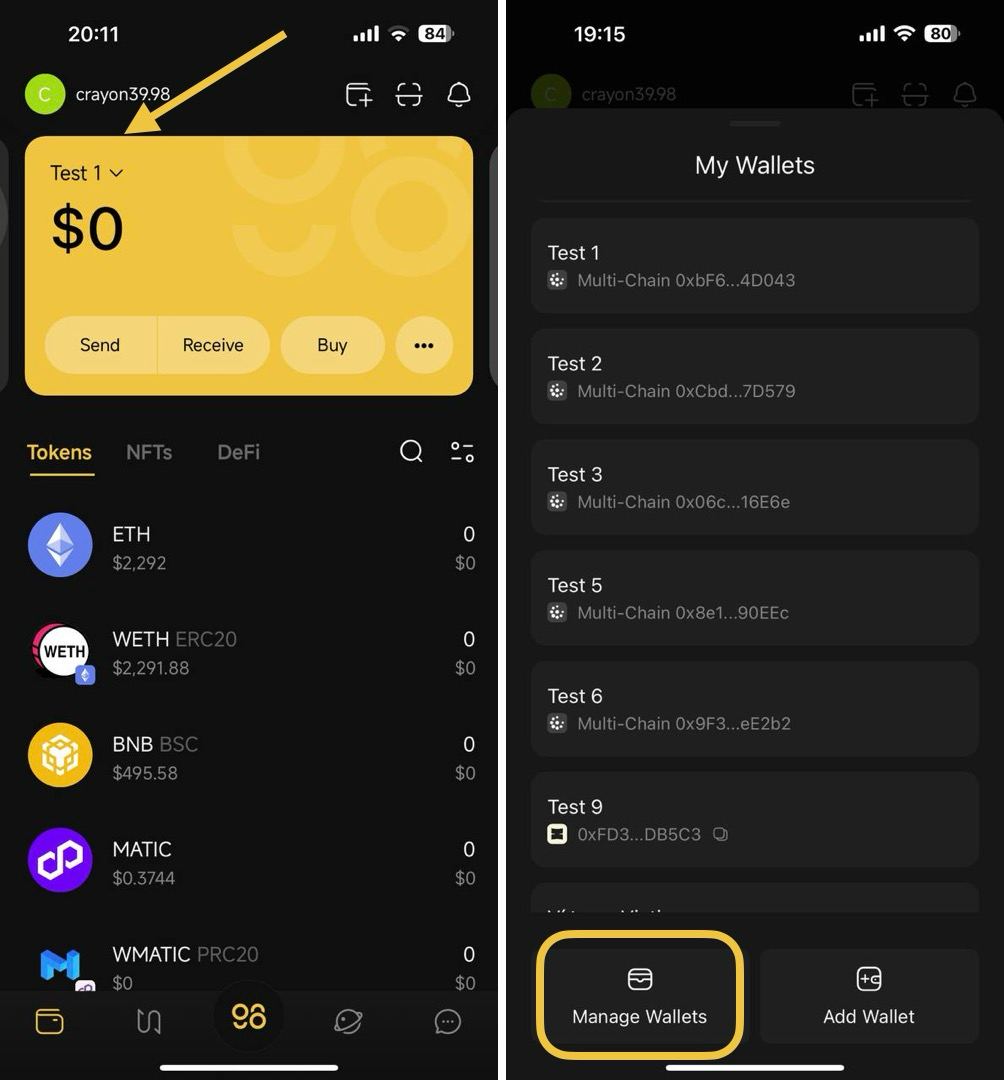 20:11
84
C
crayon39.98
Test 1
$0
Send
Receive
Buy
Tokens
NFTs
DeFi
ETH
0
$2,292
$0
WETH
WETH ERC20
0
$2,291.88
$0
BNB BSC
0
$495.58
$0
MATIC
0
$0.3744
$0
WMATIC PRC20
0
$0
$0
19:15
80
C
crayon39.98
My Wallets
Test 1
Multi-Chain 0xbF6...4D043
Test 2
Multi-Chain 0xCbd...7D579
Test 3
Multi-Chain 0x06c...16E6e
Test 5
Multi-Chain 0x8e1...90EEc
Test 6
Multi-Chain 0x9F3...eE2b2
Test 9
0xFD3...DB5C3
Manage Wallets
Add Wallet